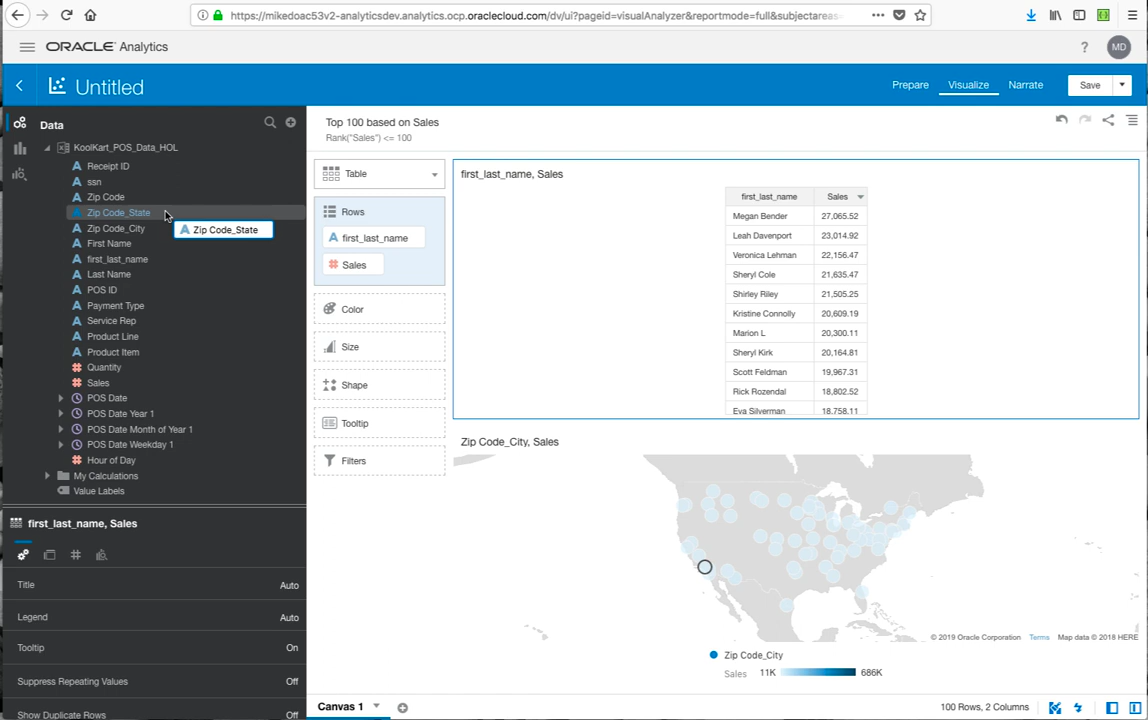 https://mikedoac53v2-analyticsdev.analytics.ocp.oraclecloud.com/dv/ui?pageid=visualAnalyzer&reportmode=full&subjectareas=
ORACLE Analytics
?
MD
Untitled
Prepare
Visualize
Narrate
Save
Data
KoolKart_POS_Data_HOL
A Receipt ID
A ssn
A Zip Code
A Zip Code_State
A Zip Code_State
A Zip Code_City
A First Name
A first_last_name
A Last Name
A POS ID
A Payment Type
A Service Rep
A Product Line
A Product Item
# Quantity
# Sales
POS Date
POS Date Year 1
POS Date Month of Year 1
POS Date Weekday 1
# Hour of Day
My Calculations
Value Labels
first_last_name, Sales
#
Title Auto
Legend Auto
Tooltip On
Suppress Repeating Values Off
Show Duplicate Rows Off
Top 100 based on Sales
Rank("Sales") <= 100
Table
Rows
A first_last_name
# Sales
Color
Size
Shape
Tooltip
Filters
first_last_name, Sales
first_last_name Sales
Megan Bender 27,065.52
Leah Davenport 23,014.92
Veronica Lehman 22,156.47
Sheryl Cole 21,635.47
Shirley Riley 21,505.25
Kristine Connolly 20,609.19
Marion L 20,300.11
Sheryl Kirk 20,164.81
Scott Feldman 19,967.31
Rick Rozendal 18,802.52
Eva Silverman 18,758.11
Zip Code_City, Sales
© 2019 Oracle Corporation Terms Map data © 2018 HERE
Zip Code_City
Sales 11K 686K
Canvas 1
100 Rows, 2 Columns